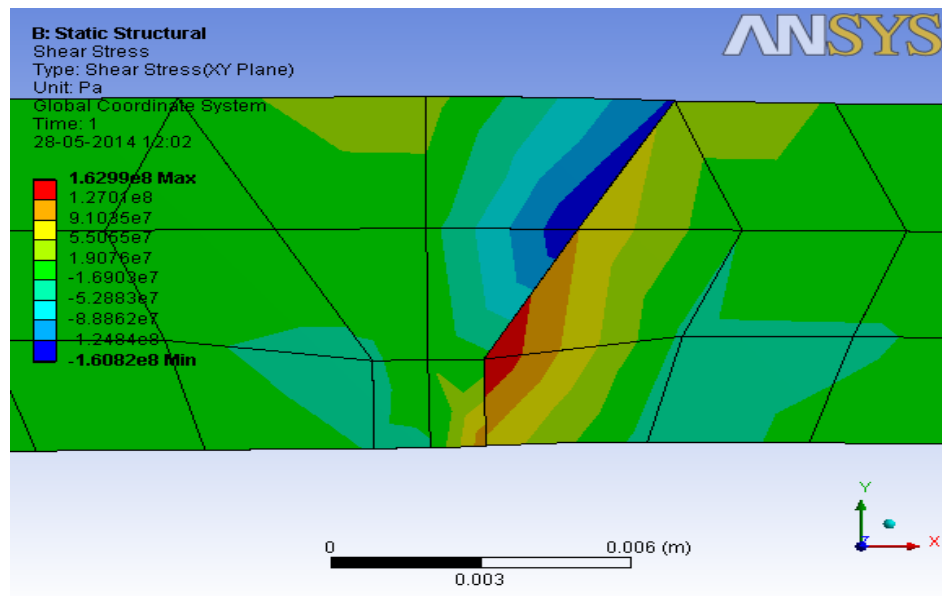 ANSYS
B: Static Structural
Shear Stress
Type: Shear Stress(XY Plane)
Unit: Pa
Global Coordinate System
Time: 1
28-05-2014 12:02
1.6299e8 Max
1.2701e8
9.1035e7
5.5055e7
1.9076e7
-1.6903e7
-5.2883e7
-8.8862e7
-1.2484e8
-1.6082e8 Min
Y
Z
X
0
0.006 (m)
0.003